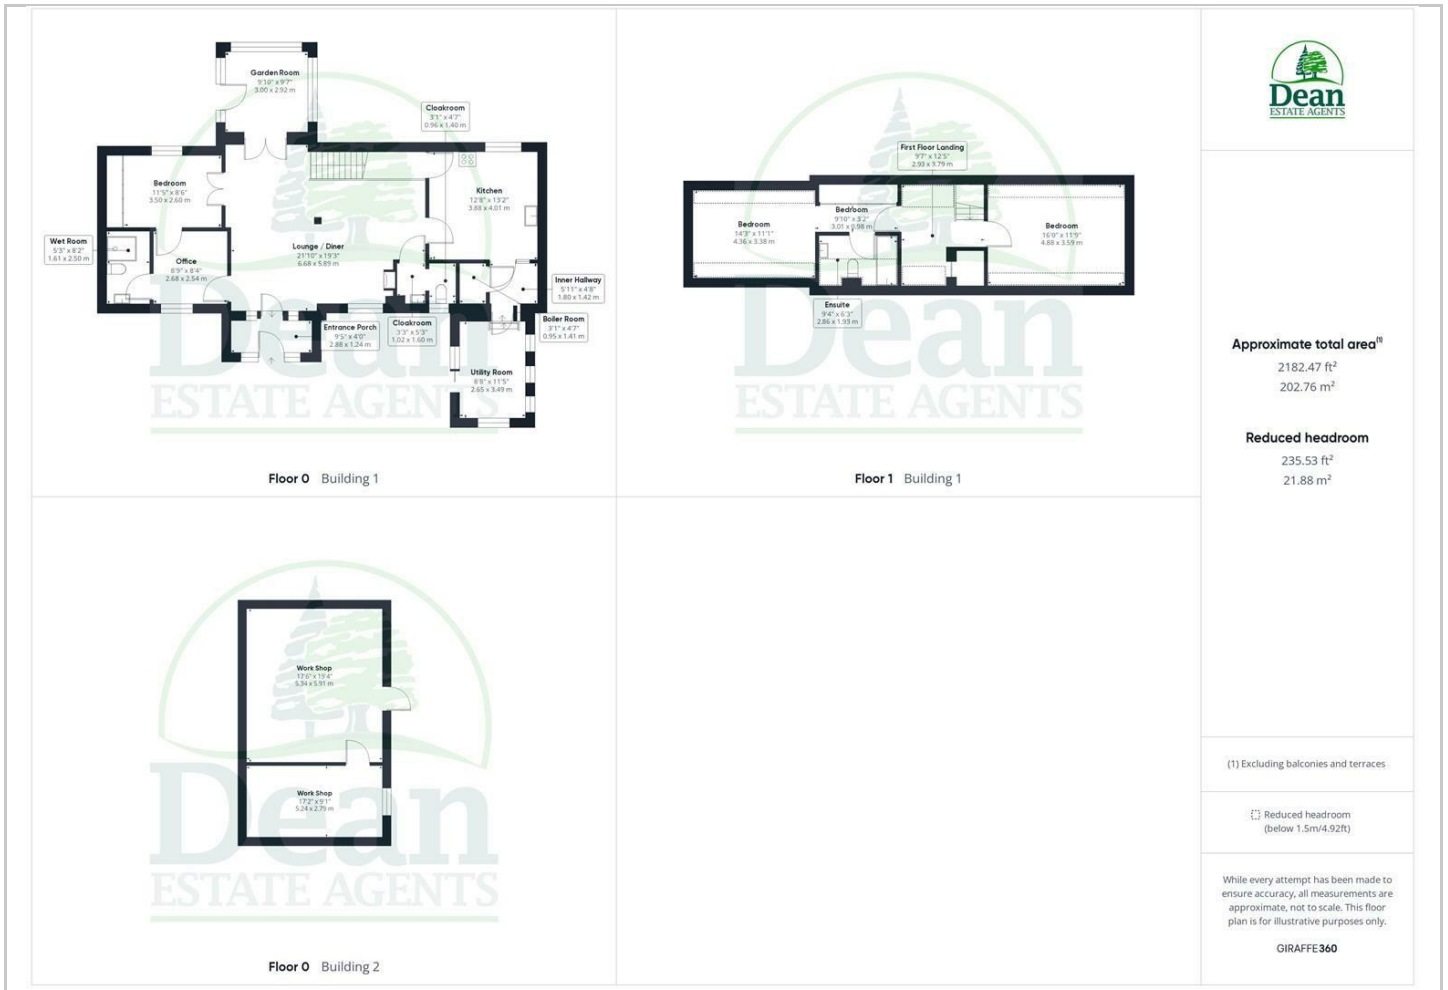 Garden Room
9'10" x 9'7"
3.00 x 2.92 m
Cloakroom
3'1" x 4'7"
0.96 x 1.40 m
Bedroom
11'5" x 8'6"
3.50 x 2.60 m
Kitchen
12'8" x 13'2"
3.88 x 4.01 m
Wet Room
5'3" x 8'2"
1.61 x 2.50 m
Office
8'9" x 8'4"
2.68 x 2.54 m
Lounge / Diner
21'10" x 19'3"
6.68 x 5.89 m
Inner Hallway
5'11" x 4'8"
1.80 x 1.42 m
Entrance Porch
9'5" x 4'0"
2.88 x 1.24 m
Cloakroom
3'3" x 5'3"
1.02 x 1.60 m
Boiler Room
3'1" x 4'7"
0.95 x 1.41 m
Utility Room
8'8" x 11'5"
2.65 x 3.49 m
Dean
ESTATE AGENTS
Floor 0 Building 1
First Floor Landing
9'7" x 12'5"
2.93 x 3.79 m
Bedroom
14'3" x 11'1"
4.36 x 3.38 m
Bedroom
9'10" x 3'2"
3.01 x 0.98 m
Bedroom
16'0" x 11'9"
4.88 x 3.59 m
Ensuite
9'4" x 6'3"
2.86 x 1.93 m
Dean
ESTATE AGENTS
Floor 1 Building 1
Work Shop
17'6" x 19'4"
5.34 x 5.91 m
Work Shop
17'2" x 9'1"
5.24 x 2.79 m
Dean
ESTATE AGENTS
Floor 0 Building 2
Dean
ESTATE AGENTS
Approximate total area⁽¹⁾
2182.47 ft²
202.76 m²
Reduced headroom
235.53 ft²
21.88 m²
(1) Excluding balconies and terraces
Reduced headroom
(below 1.5m/4.92ft)
While every attempt has been made to
ensure accuracy, all measurements are
approximate, not to scale. This floor
plan is for illustrative purposes only.
GIRAFFE360